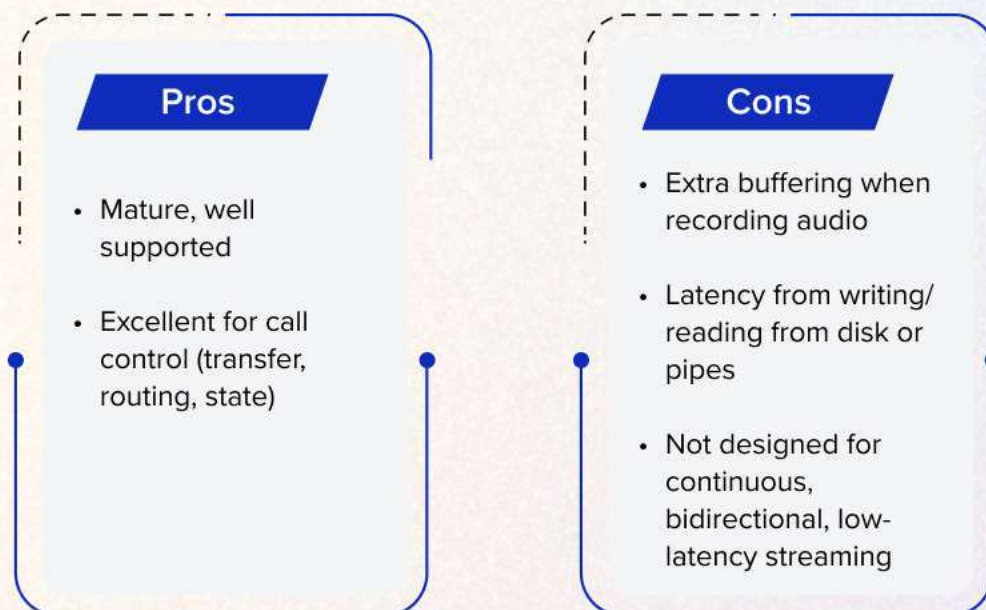 Pros
• Mature, well
supported
• Excellent for call
control (transfer,
routing, state)
Cons
• Extra buffering when
recording audio
• Latency from writing/
reading from disk or
pipes
• Not designed for
continuous,
bidirectional, low-
latency streaming